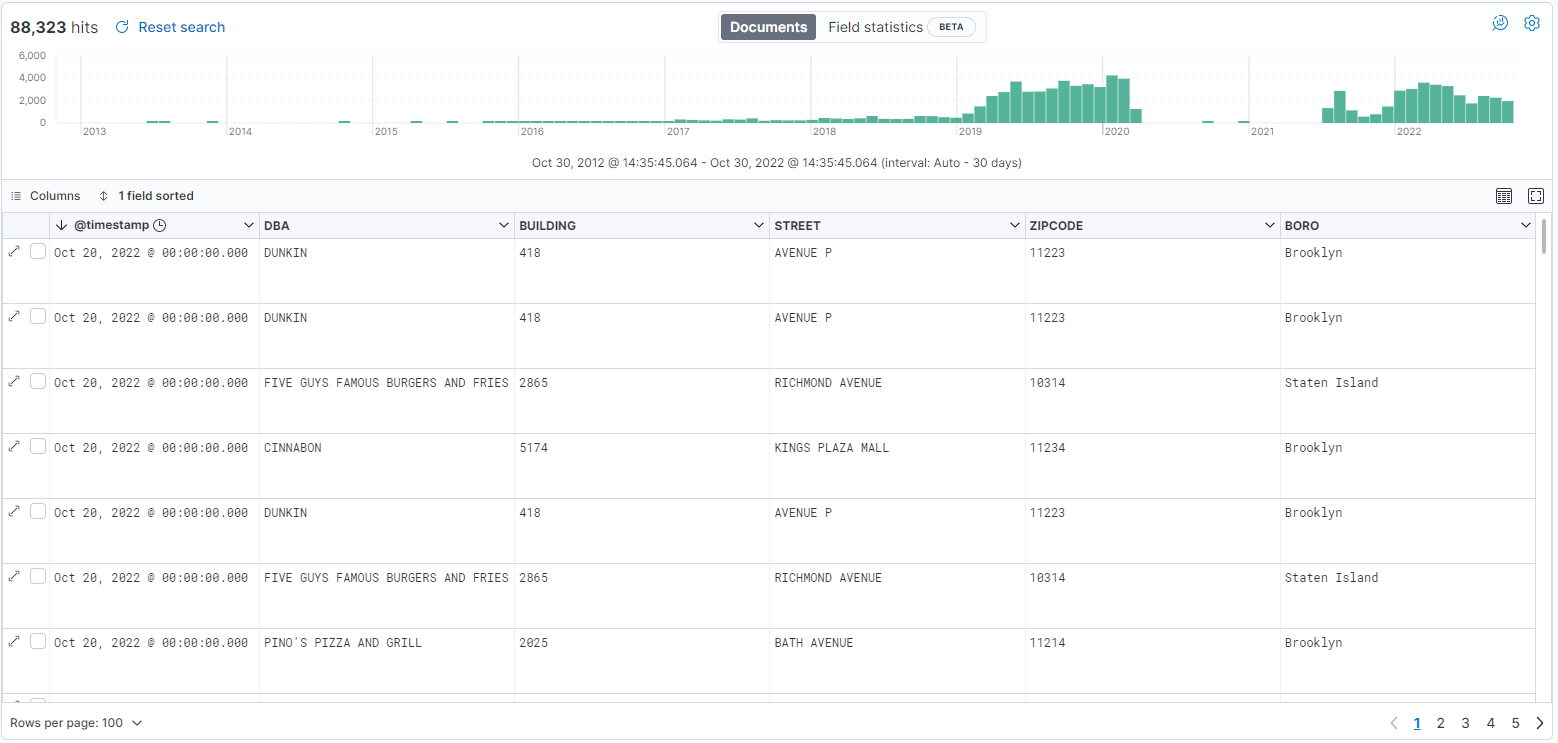 88,323 hits Reset search Documents Field statistics BETA
6,000
4,000
2,000
0
2013 2014 2015 2016 2017 2018 2019 2020 2021 2022
Oct 30, 2012 @ 14:35:45.064 - Oct 30, 2022 @ 14:35:45.064 (interval: Auto - 30 days)
Columns 1 field sorted
@timestamp DBA BUILDING STREET ZIPCODE BORO
Oct 20, 2022 @ 00:00:00.000 DUNKIN 418 AVENUE P 11223 Brooklyn
Oct 20, 2022 @ 00:00:00.000 DUNKIN 418 AVENUE P 11223 Brooklyn
Oct 20, 2022 @ 00:00:00.000 FIVE GUYS FAMOUS BURGERS AND FRIES 2865 RICHMOND AVENUE 10314 Staten Island
Oct 20, 2022 @ 00:00:00.000 CINNABON 5174 KINGS PLAZA MALL 11234 Brooklyn
Oct 20, 2022 @ 00:00:00.000 DUNKIN 418 AVENUE P 11223 Brooklyn
Oct 20, 2022 @ 00:00:00.000 FIVE GUYS FAMOUS BURGERS AND FRIES 2865 RICHMOND AVENUE 10314 Staten Island
Oct 20, 2022 @ 00:00:00.000 PINO'S PIZZA AND GRILL 2025 BATH AVENUE 11214 Brooklyn
Rows per page: 100 1 2 3 4 5